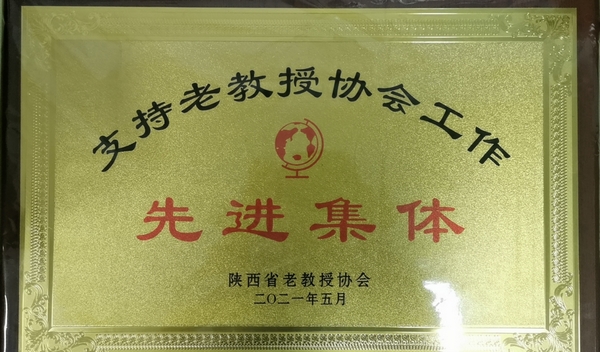 支持老教授协会工作
先进集体
陕西省老教授协会
二〇二一年五月